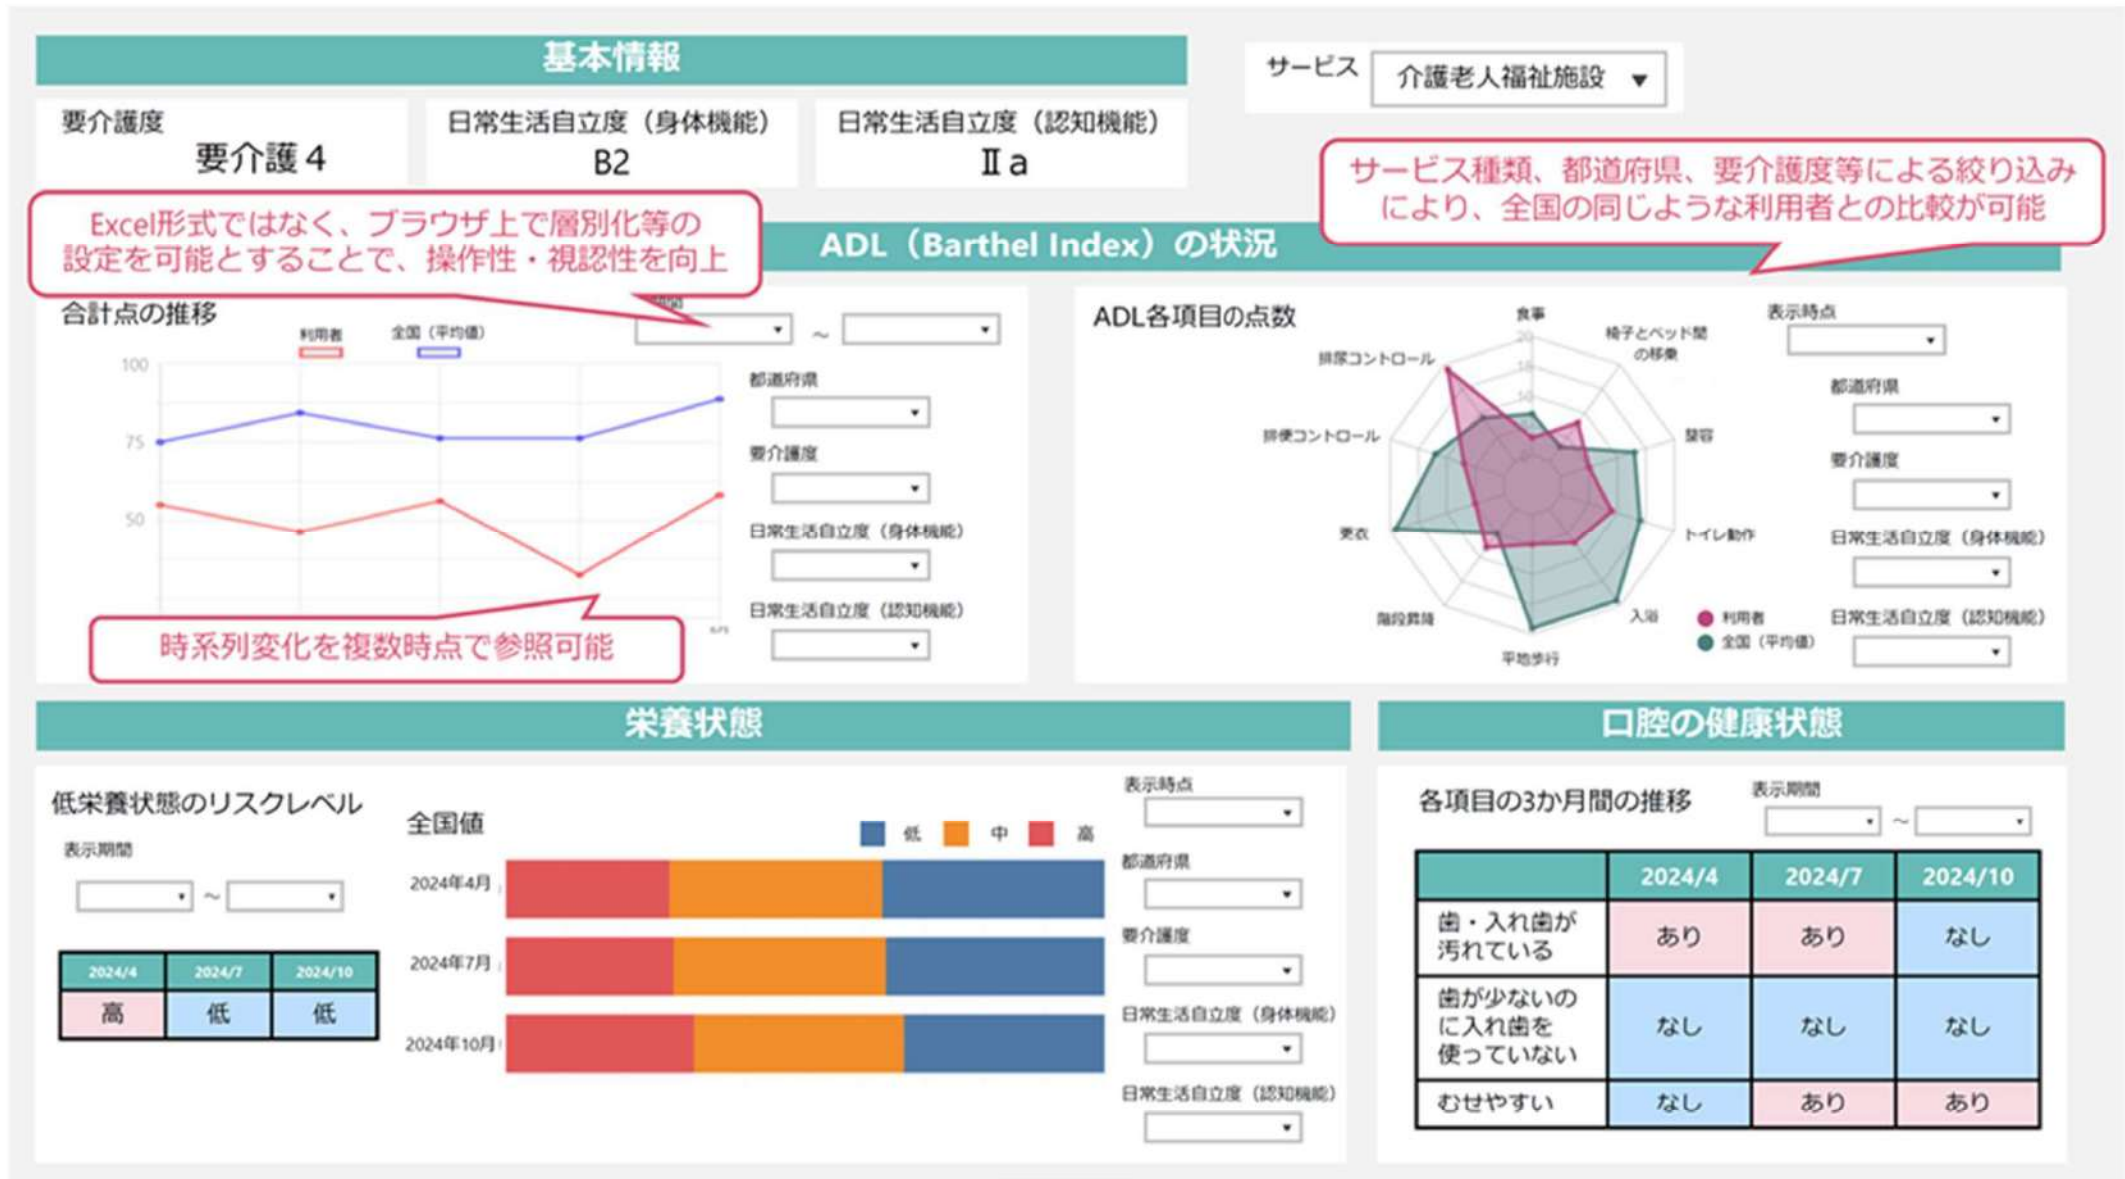 基本情報
サービス
介護老人福祉施設
要介護度
要介護４
日常生活自立度（身体機能）
B2
日常生活自立度（認知機能）
Ⅱa
サービス種類、都道府県、要介護度等による絞り込み
により、全国の同じような利用者との比較が可能
Excel形式ではなく、ブラウザ上で層別化等の
設定を可能とすることで、操作性・視認性を向上
ADL（Barthel Index）の状況
合計点の推移
利用者
全国（平均値）
～
100
75
50
都道府県
要介護度
日常生活自立度（身体機能）
日常生活自立度（認知機能）
時系列変化を複数時点で参照可能
ADL各項目の点数
食事
椅子とベッド間
の移乗
整容
トイレ動作
入浴
平地歩行
階段昇降
更衣
排便コントロール
排尿コントロール
20
15
10
利用者
全国（平均値）
表示時点
都道府県
要介護度
日常生活自立度（身体機能）
日常生活自立度（認知機能）
栄養状態
低栄養状態のリスクレベル
表示期間
～
2024/4 2024/7 2024/10
高 低 低
全国値
低 中 高
2024年4月
2024年7月
2024年10月
表示時点
都道府県
要介護度
日常生活自立度（身体機能）
日常生活自立度（認知機能）
口腔の健康状態
各項目の3か月間の推移
表示期間
～
2024/4 2024/7 2024/10
歯・入れ歯が
汚れている
あり あり なし
歯が少ないの
に入れ歯を
使っていない
なし なし なし
むせやすい
なし あり あり